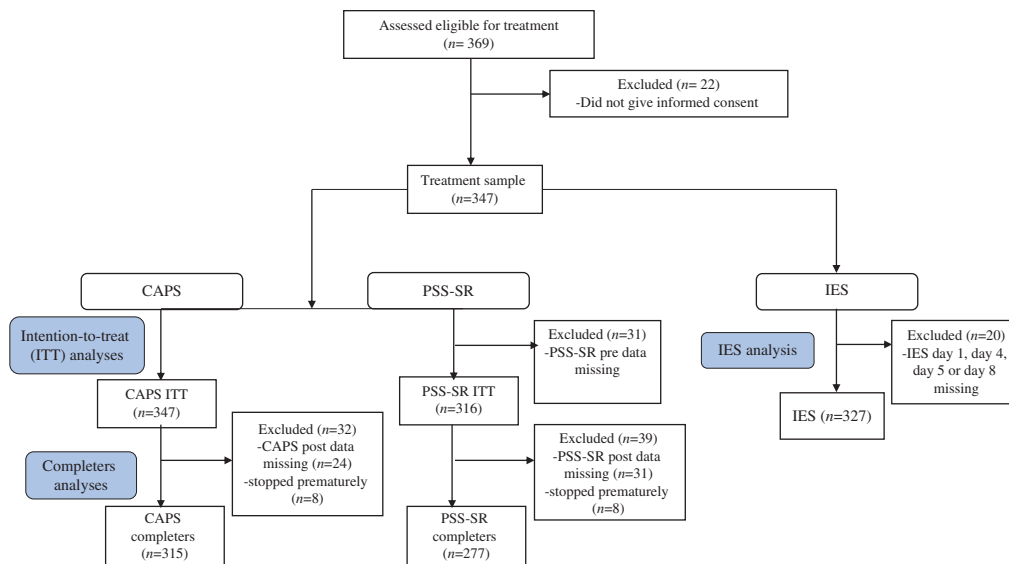 Assessed eligible for treatment
(n= 369)
Excluded (n= 22)
-Did not give informed consent
Treatment sample
(n=347)
CAPS
PSS-SR
IES
Intention-to-treat
(ITT) analyses
Excluded (n=31)
-PSS-SR pre data
missing
IES analysis
Excluded (n=20)
-IES day 1, day 4,
day 5 or day 8
missing
CAPS ITT
(n=347)
PSS-SR ITT
(n=316)
IES (n=327)
Completers
analyses
Excluded (n=32)
-CAPS post data
missing (n=24)
-stopped prematurely
(n=8)
Excluded (n=39)
-PSS-SR post data
missing (n=31)
-stopped prematurely
(n=8)
CAPS
completers
(n=315)
PSS-SR
completers
(n=277)